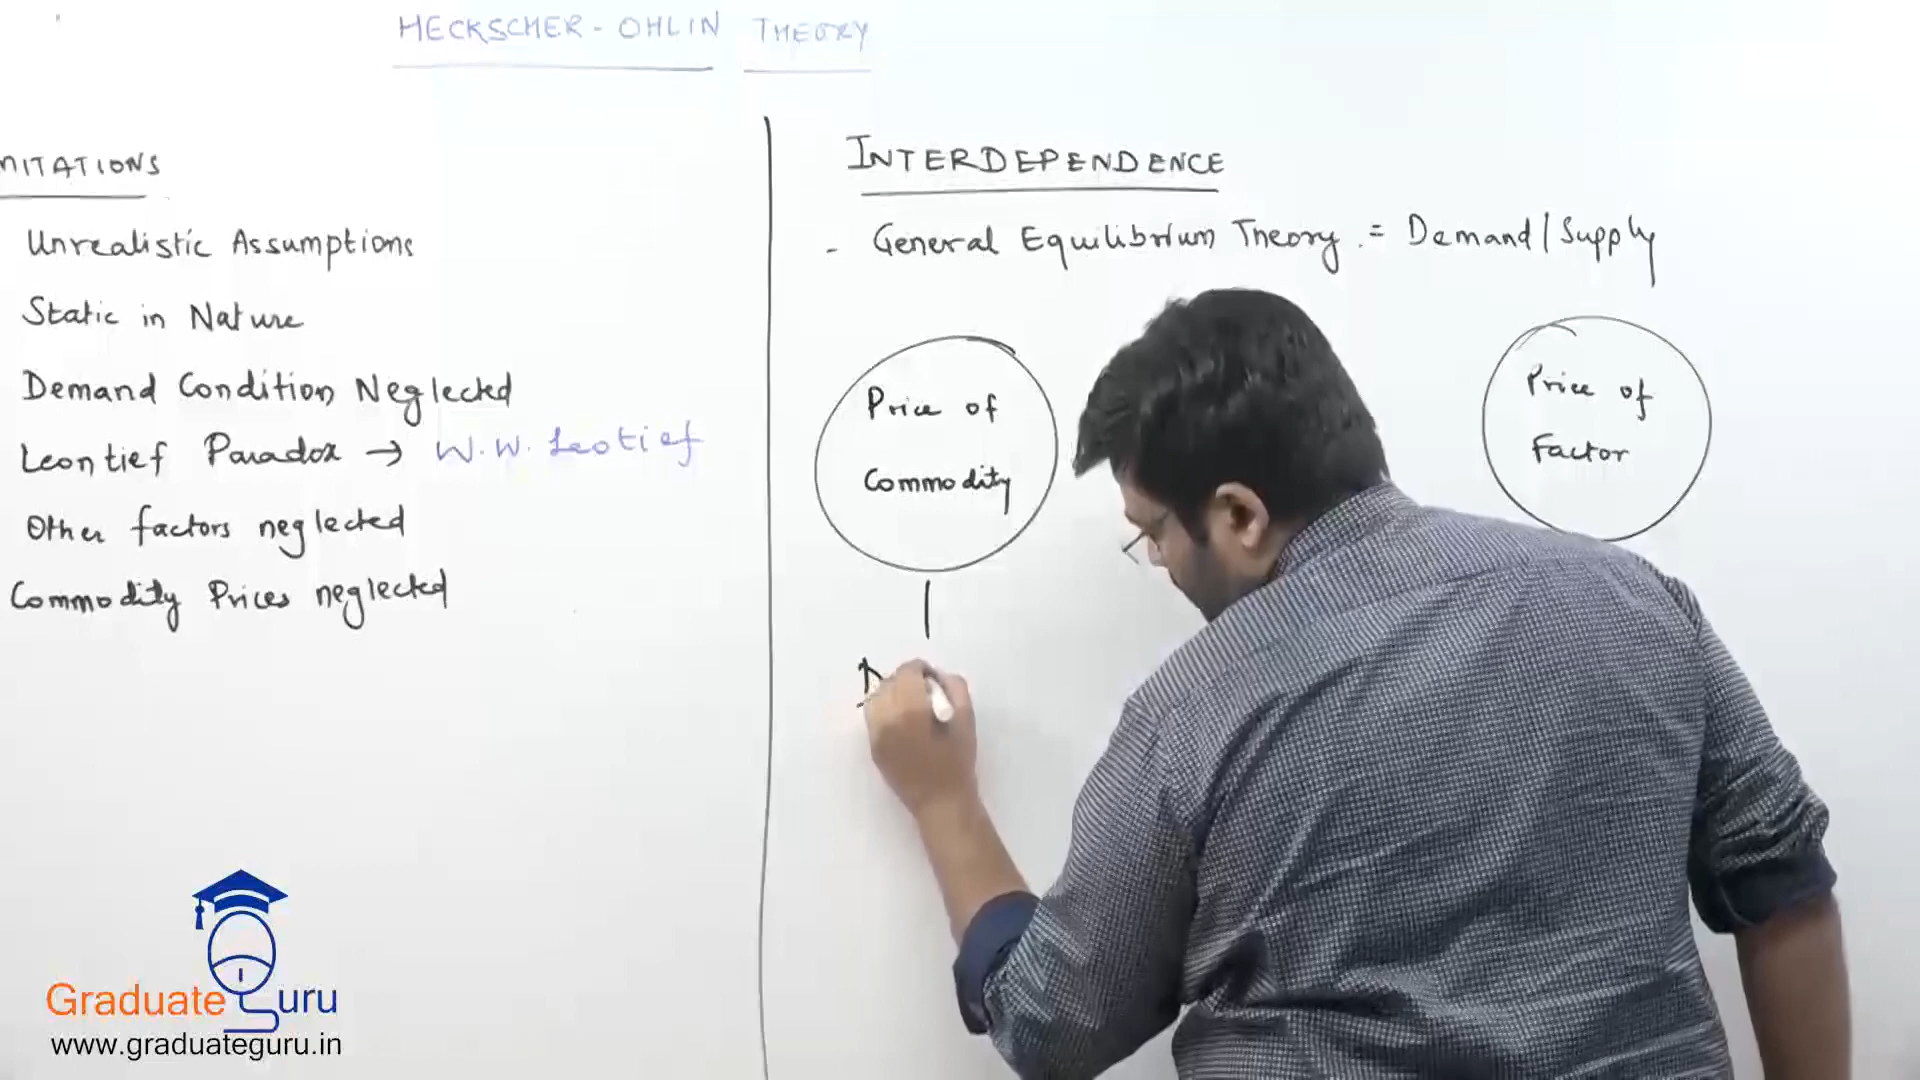 HECKSCHER - OHLIN THEORY
MITATIONS
Unrealistic Assumptions
Static in Nature
Demand Condition Neglected
Leontief Paradox → W.W. Leotief
Other factors neglected
Commodity Prices neglected
INTERDEPENDENCE
- General Equilibrium Theory. = Demand/Supply
Price of
Commodity
Price of
Factor
GraduateGuru
www.graduateguru.in